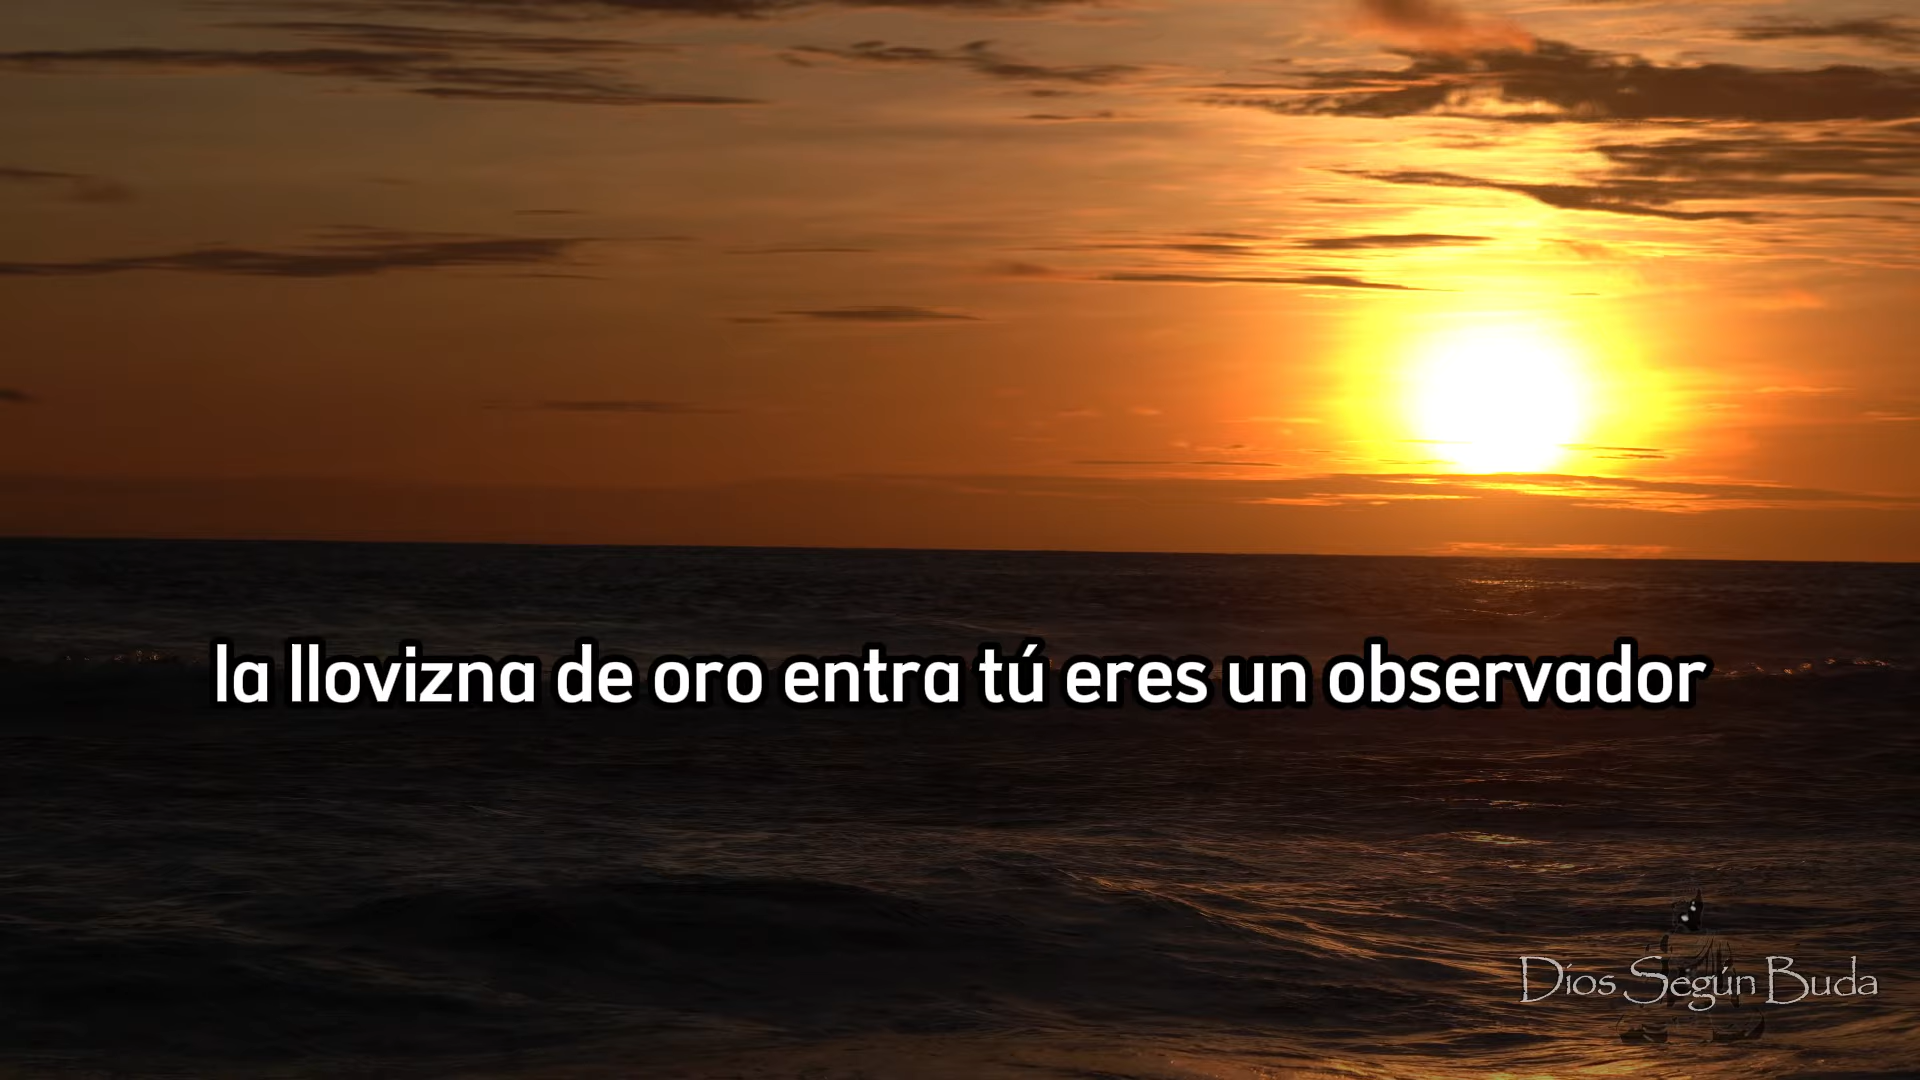 la llovizna de oro entra tú eres un observador
Dios Según Buda